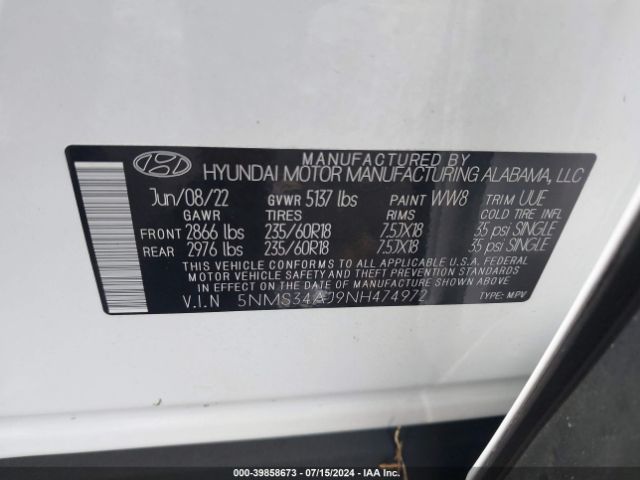 MANUFACTURED BY
HYUNDAI MOTOR MANUFACTURING ALABAMA, LLC
Jun/08/22 GVWR 5137 lbs PAINT WW8 TRIM UUE
GAWR TIRES RIMS COLD TIRE INFL
FRONT 2866 lbs 235/60R18 7.5JX18 35 psi SINGLE
REAR 2976 lbs 235/60R18 7.5JX18 35 psi SINGLE
THIS VEHICLE CONFORMS TO ALL APPLICABLE U.S.A. FEDERAL
MOTOR VEHICLE SAFETY, BUMPER, AND THEFT PREVENTION
STANDARDS IN EFFECT ON THE DATE OF MANUFACTURE SHOWN ABOVE.
V.I.N 5NMS34AJ9NH474972 TYPE: MPV
000-39858673 | 07/15/2024 | IAA Inc.